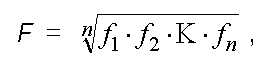 F = ⁿ√(f₁ · f₂ · K · fₙ) ,